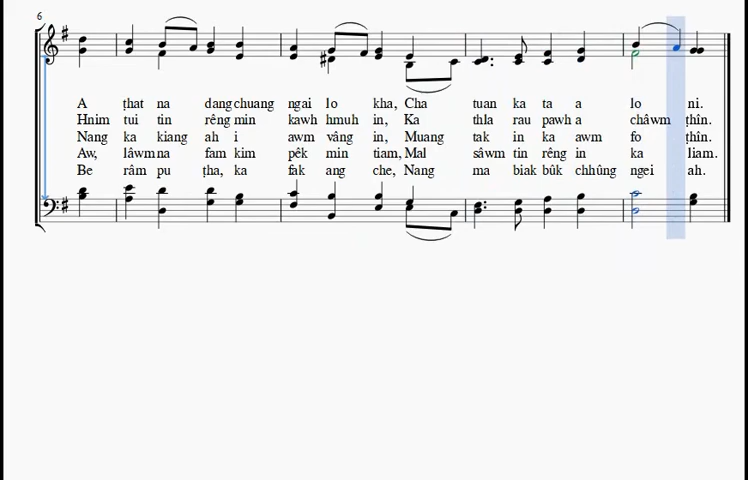 6
A ṭhat na dang chuang ngai lo kha, Cha tuan ka ta a lo ni.
Hnim tui tin rêng min kawh hmuh in, Ka thla rau pawh a châwm ṭhîn.
Nang ka kiang ah i awm vâng in, Muang tak in ka awm fo ṭhîn.
Aw, lâwm na fam kim pêk min tiam, Mal sâwm tin rêng in ka liam.
Be râm pu ṭha, ka fak ang che, Nang ma biak bûk chhûng ngei ah.